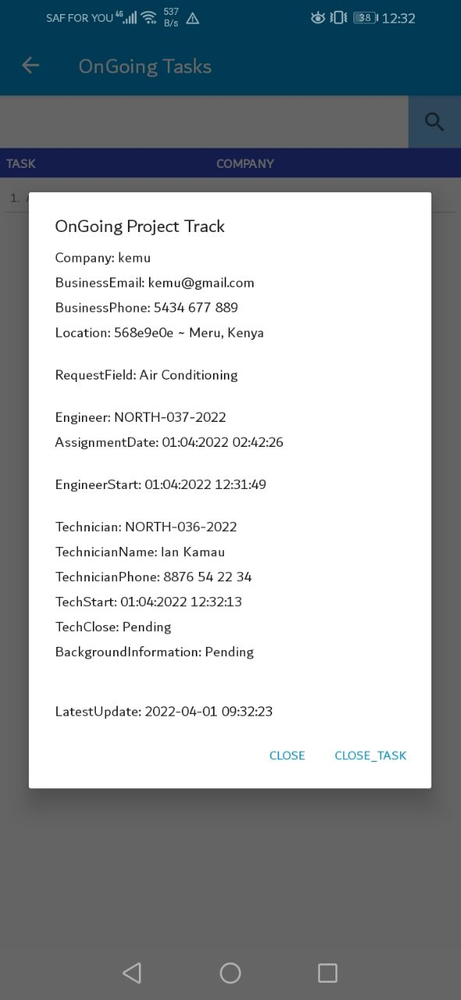 SAF FOR YOU 4G 537 B/s 38 12:32
OnGoing Tasks
TASK COMPANY
1.
OnGoing Project Track
Company: kemu
BusinessEmail: kemu@gmail.com
BusinessPhone: 5434 677 889
Location: 568e9e0e ~ Meru, Kenya
RequestField: Air Conditioning
Engineer: NORTH-037-2022
AssignmentDate: 01:04:2022 02:42:26
EngineerStart: 01:04:2022 12:31:49
Technician: NORTH-036-2022
TechnicianName: Ian Kamau
TechnicianPhone: 8876 54 22 34
TechStart: 01:04:2022 12:32:13
TechClose: Pending
BackgroundInformation: Pending
LatestUpdate: 2022-04-01 09:32:23
CLOSE CLOSE_TASK